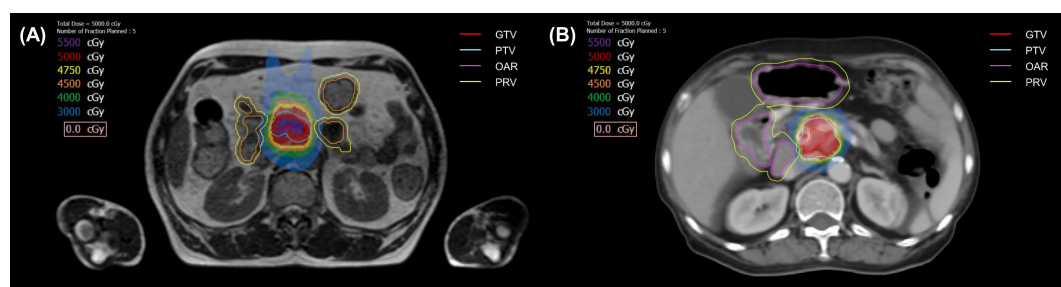 (A)
Total Dose = 5000.0 cGy
Number of Fraction Planned : 5
5500 cGy
5000 cGy
4750 cGy
4500 cGy
4000 cGy
3000 cGy
0.0 cGy
GTV
PTV
OAR
PRV
(B)
Total Dose = 5000.0 cGy
Number of Fraction Planned : 5
5500 cGy
5000 cGy
4750 cGy
4500 cGy
4000 cGy
3000 cGy
0.0 cGy
GTV
PTV
OAR
PRV